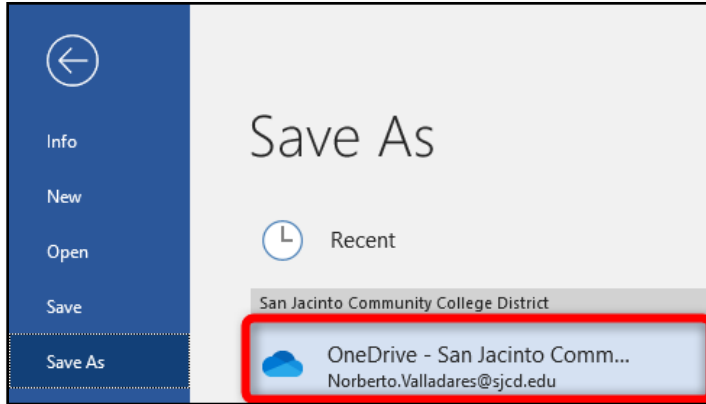 Info
New
Open
Save
Save As
Save As
Recent
San Jacinto Community College District
OneDrive - San Jacinto Comm...
Norberto.Valladares@sjcd.edu